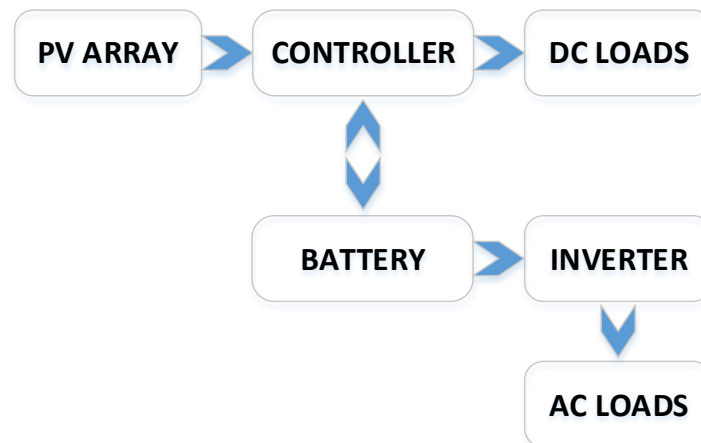 PV ARRAY
CONTROLLER
DC LOADS
BATTERY
INVERTER
AC LOADS